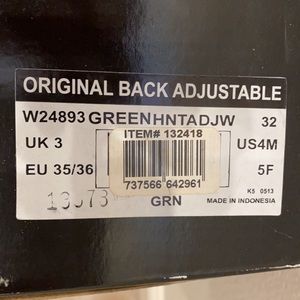 ORIGINAL BACK ADJUSTABLE
W24893 GREENHNTADJW 32
ITEM# 132418
UK 3 US4M
EU 35/36 5F
737566 642961
K5 0513
GRN MADE IN INDONESIA